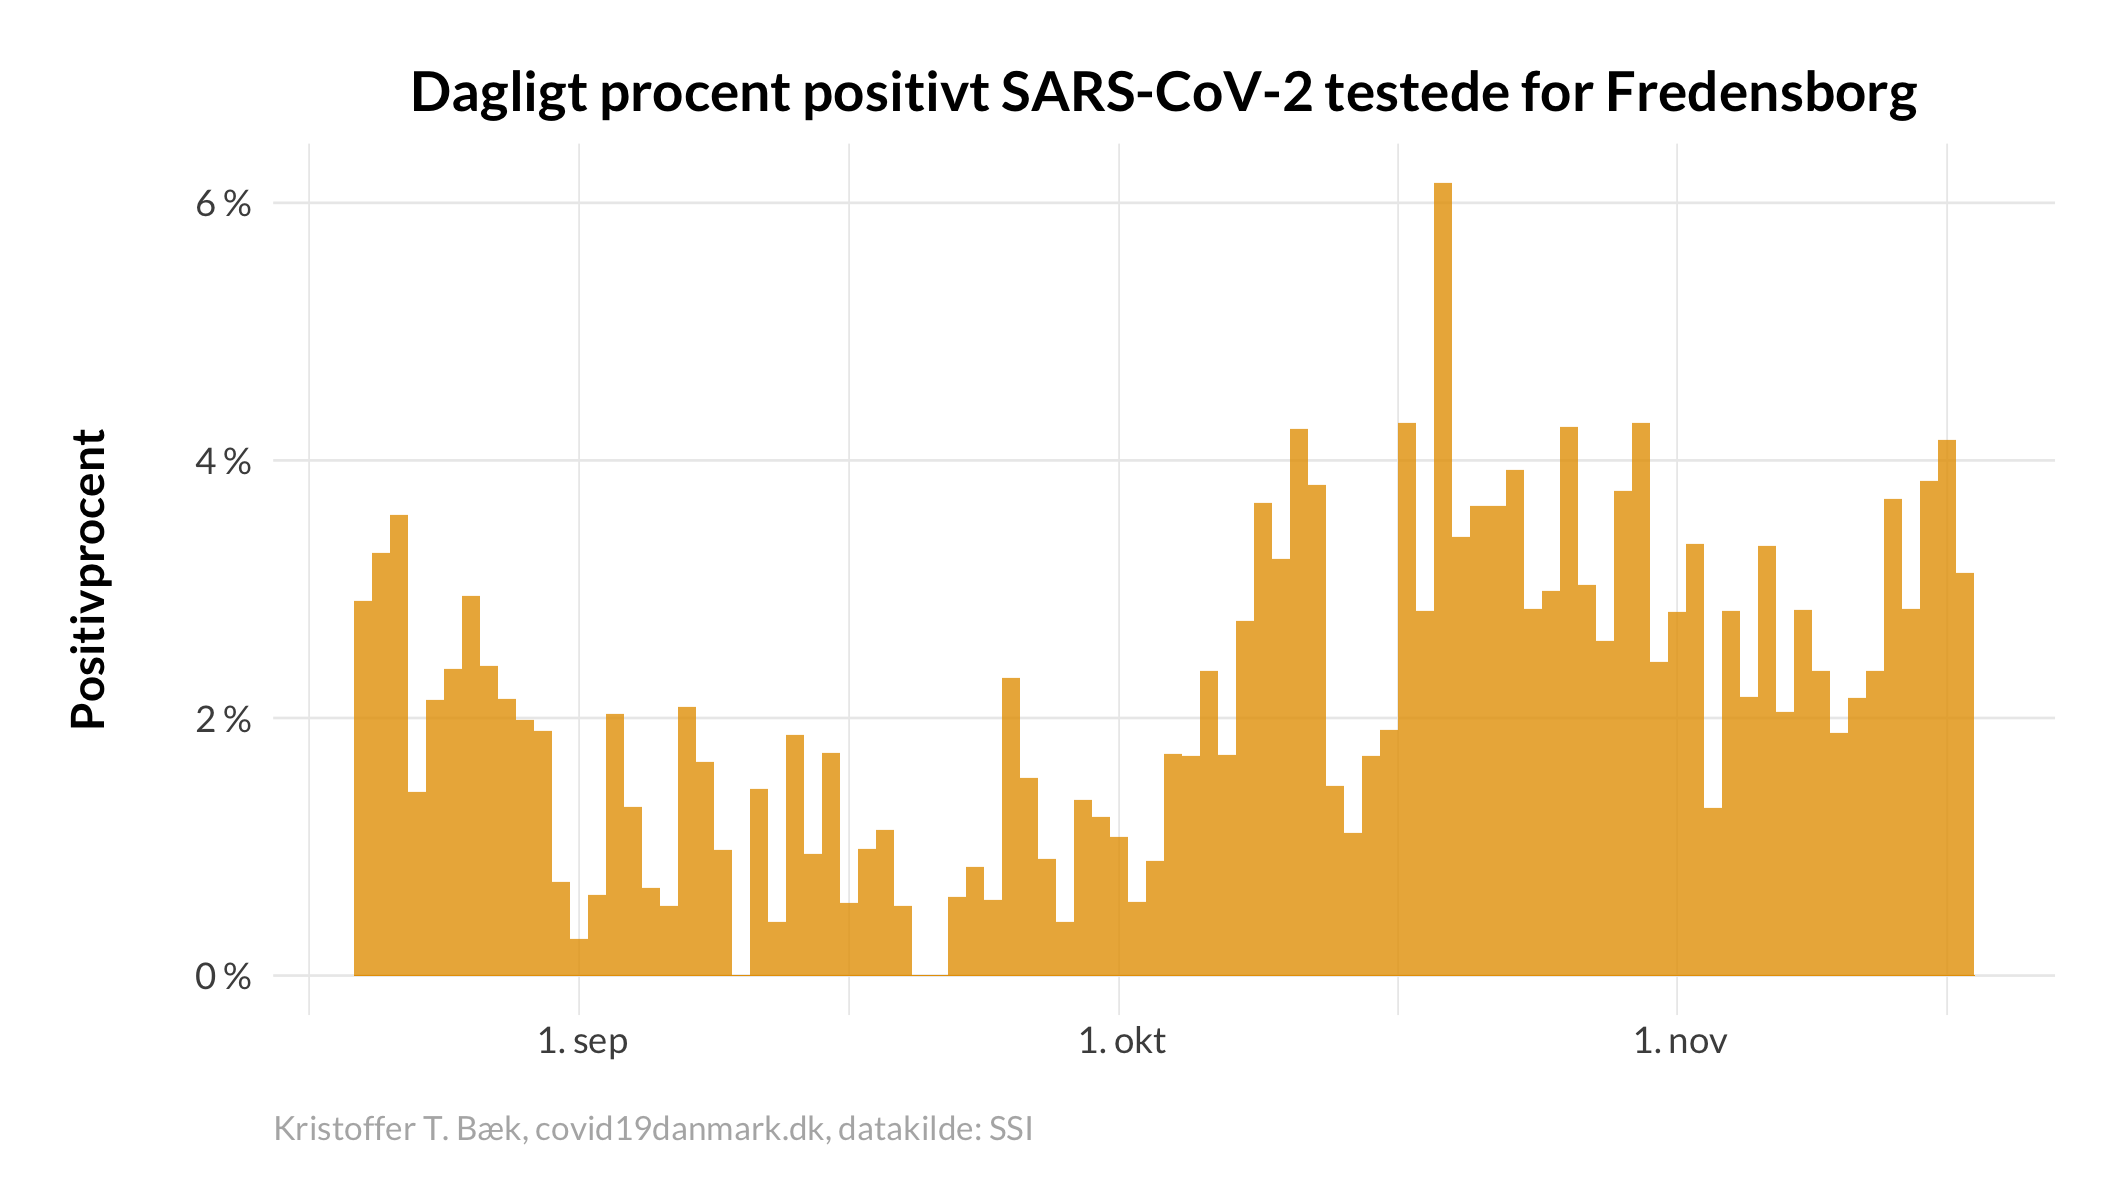 Dagligt procent positivt SARS-CoV-2 testede for Fredensborg
Positivprocent
6 %
4 %
2 %
0 %
1. sep
1. okt
1. nov
Kristoffer T. Bæk, covid19danmark.dk, datakilde: SSI